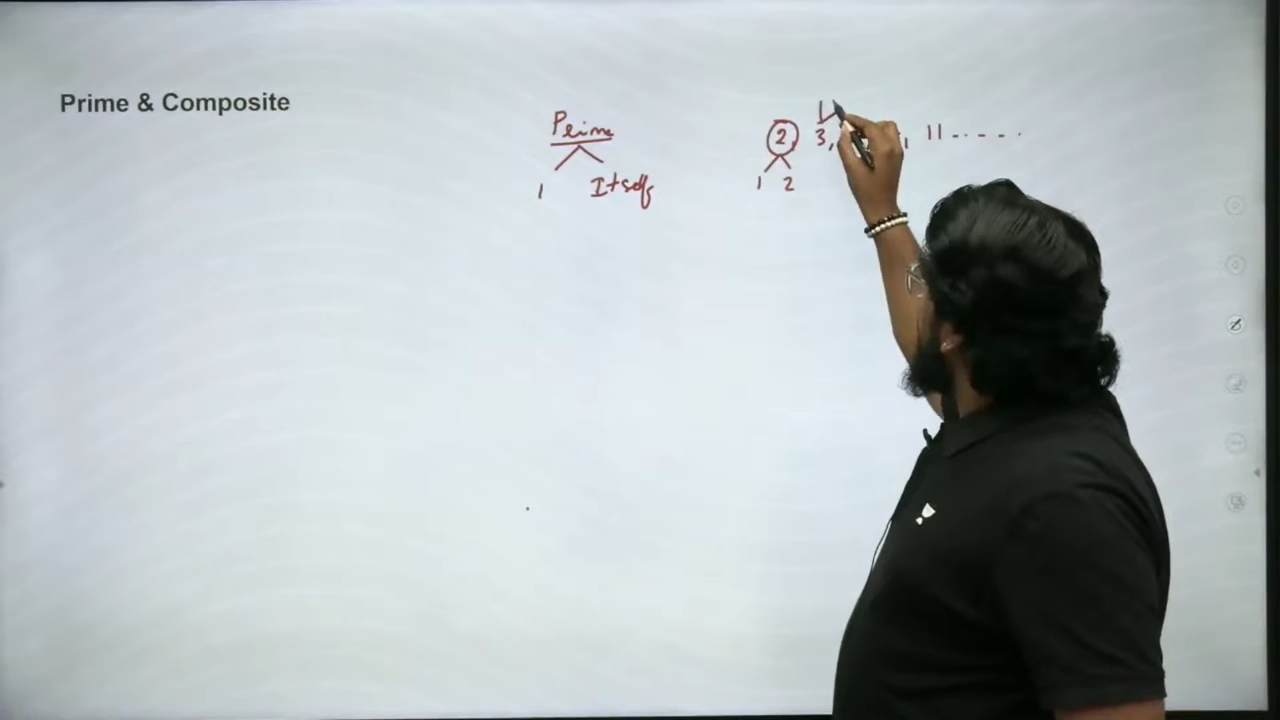 Prime & Composite
Prime
1 Itself
2, 3, 11 -----
1 2